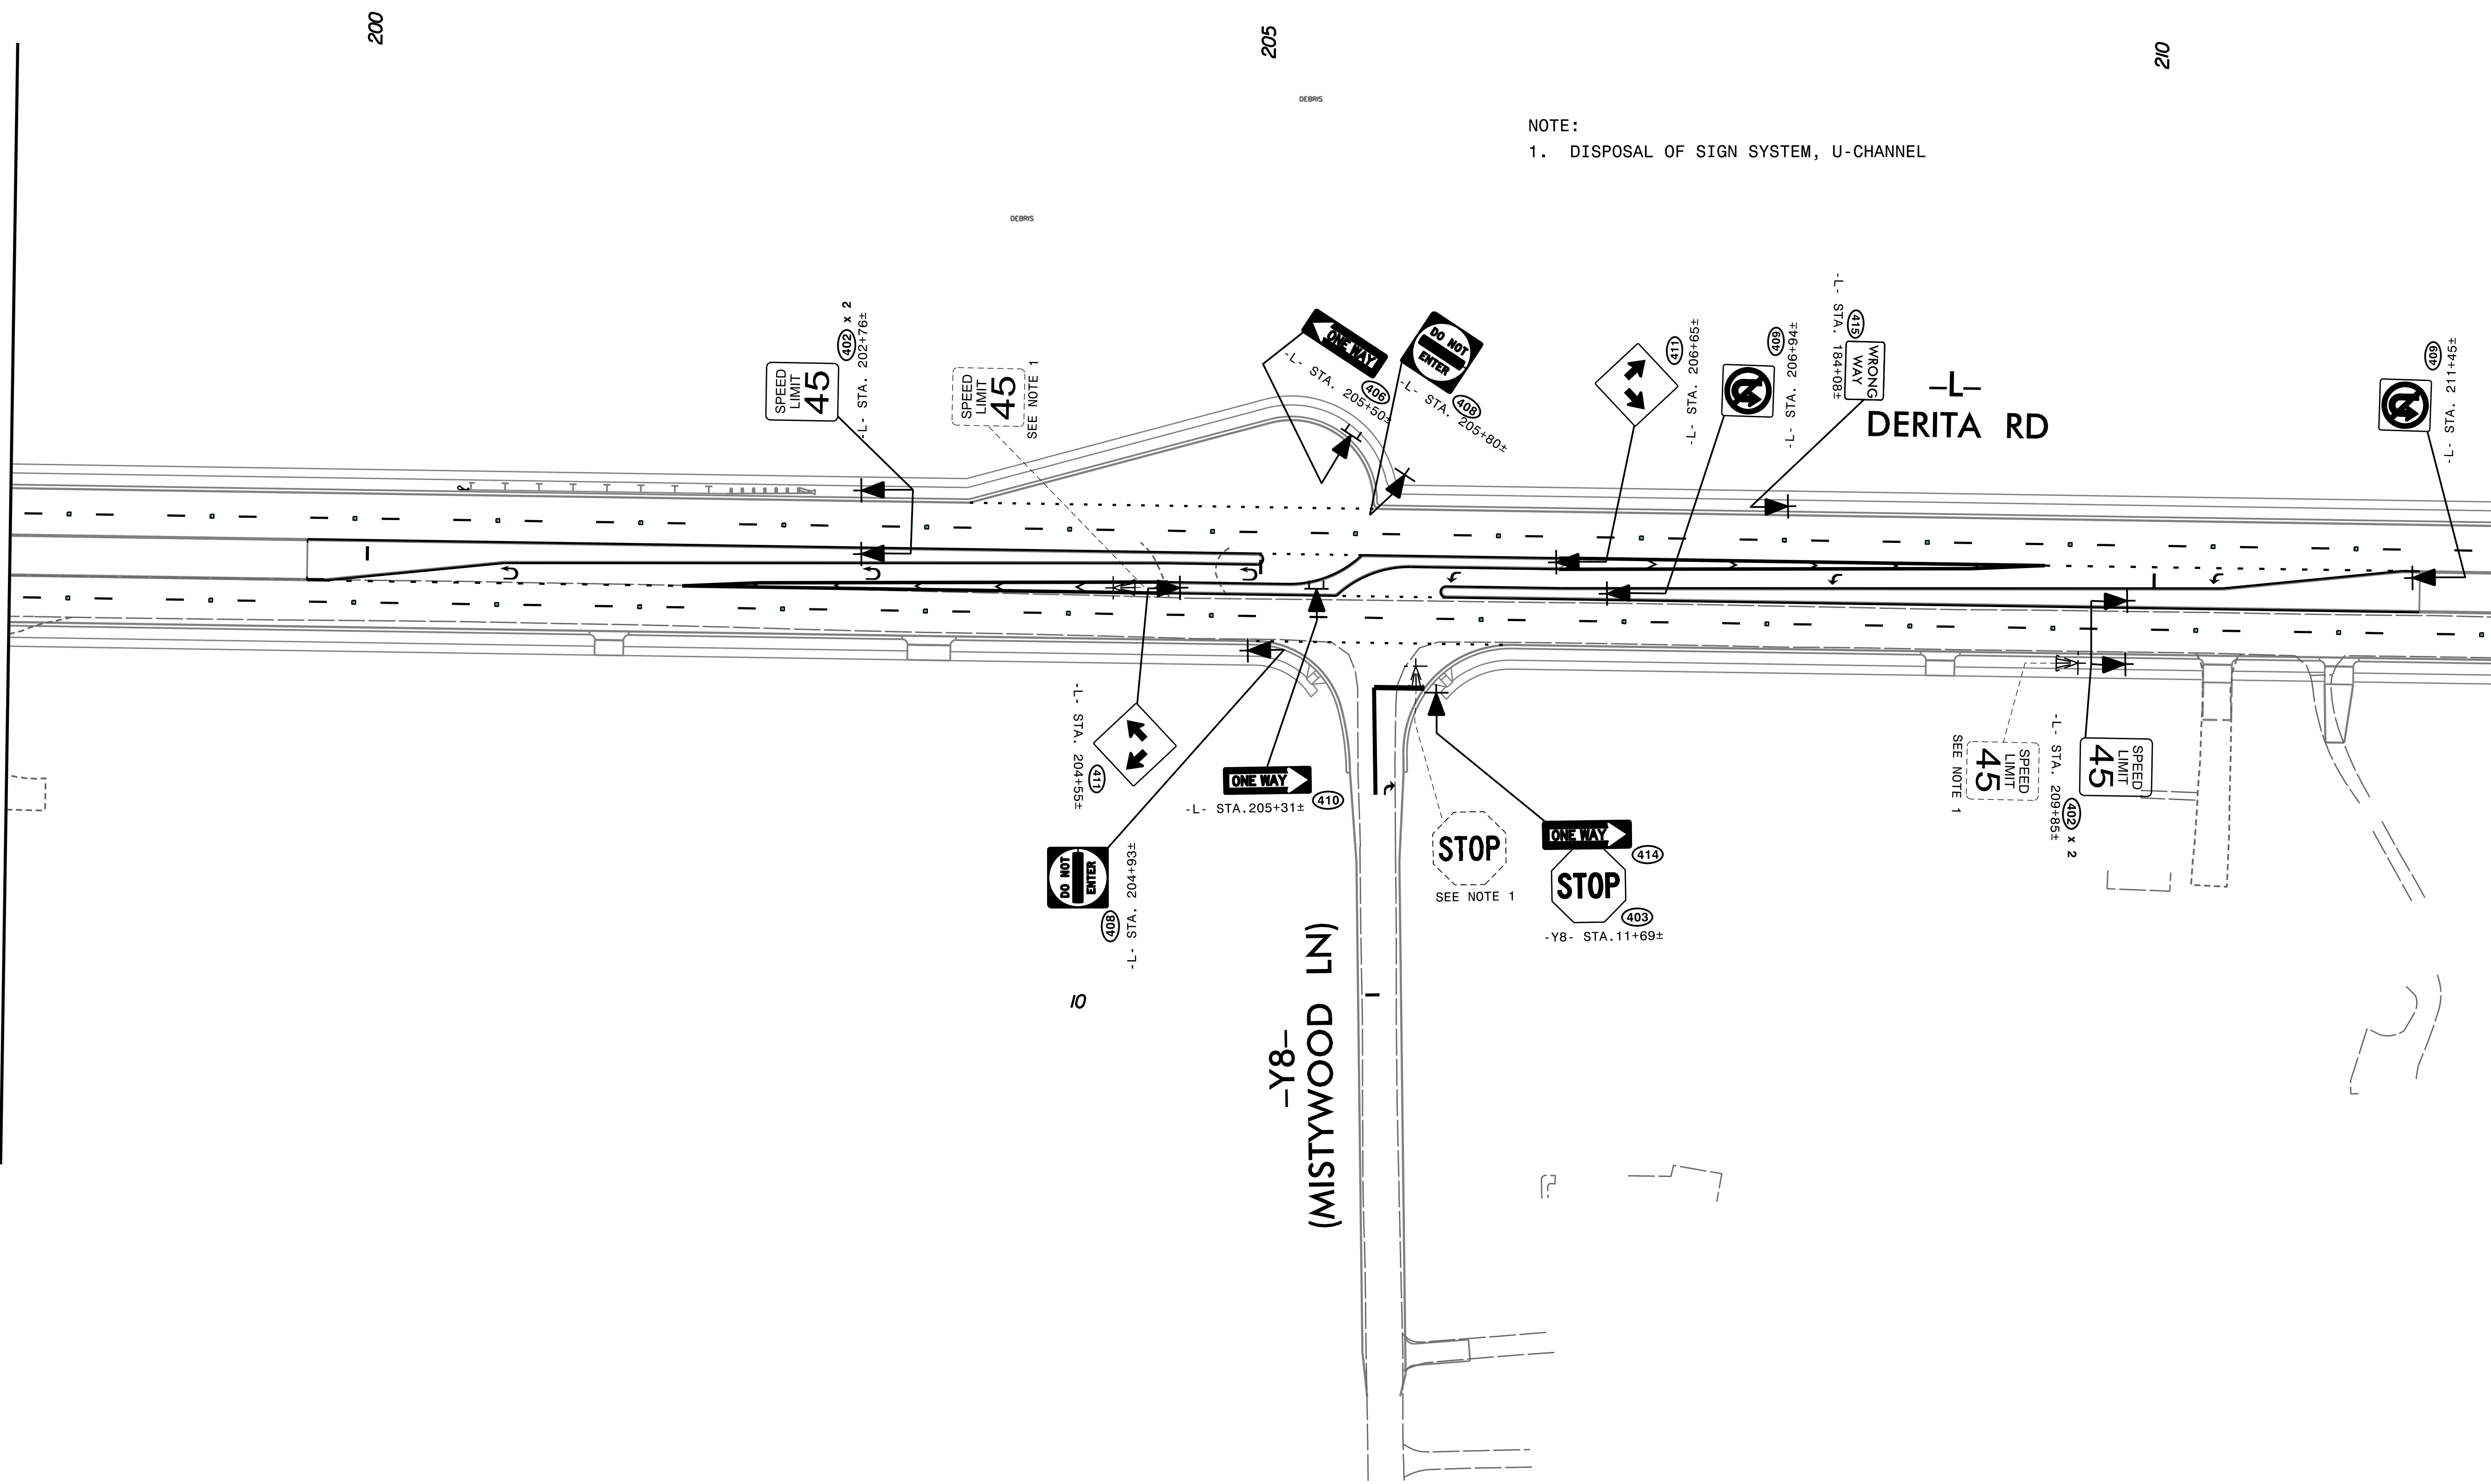 200
205
210
DEBRIS
DEBRIS
NOTE:
1. DISPOSAL OF SIGN SYSTEM, U-CHANNEL
SPEED
LIMIT
45
402 x 2
-L- STA. 202+76±
SPEED
LIMIT
45
SEE NOTE 1
ONE WAY
406
-L- STA. 205+50±
DO NOT
ENTER
408
-L- STA. 205+80±
411
-L- STA. 206+65±
409
-L- STA. 206+94±
415
-L- STA. 184+08±
WRONG
WAY
-L-
DERITA RD
409
-L- STA. 211+45±
-L- STA. 204+55±
411
ONE WAY
410
-L- STA.205+31±
DO NOT
ENTER
408
-L- STA. 204+93±
STOP
SEE NOTE 1
ONE WAY
414
STOP
403
-Y8- STA.11+69±
SPEED
LIMIT
45
SEE NOTE 1
SPEED
LIMIT
45
402 x 2
-L- STA. 209+85±
10
-Y8-
(MISTYWOOD LN)